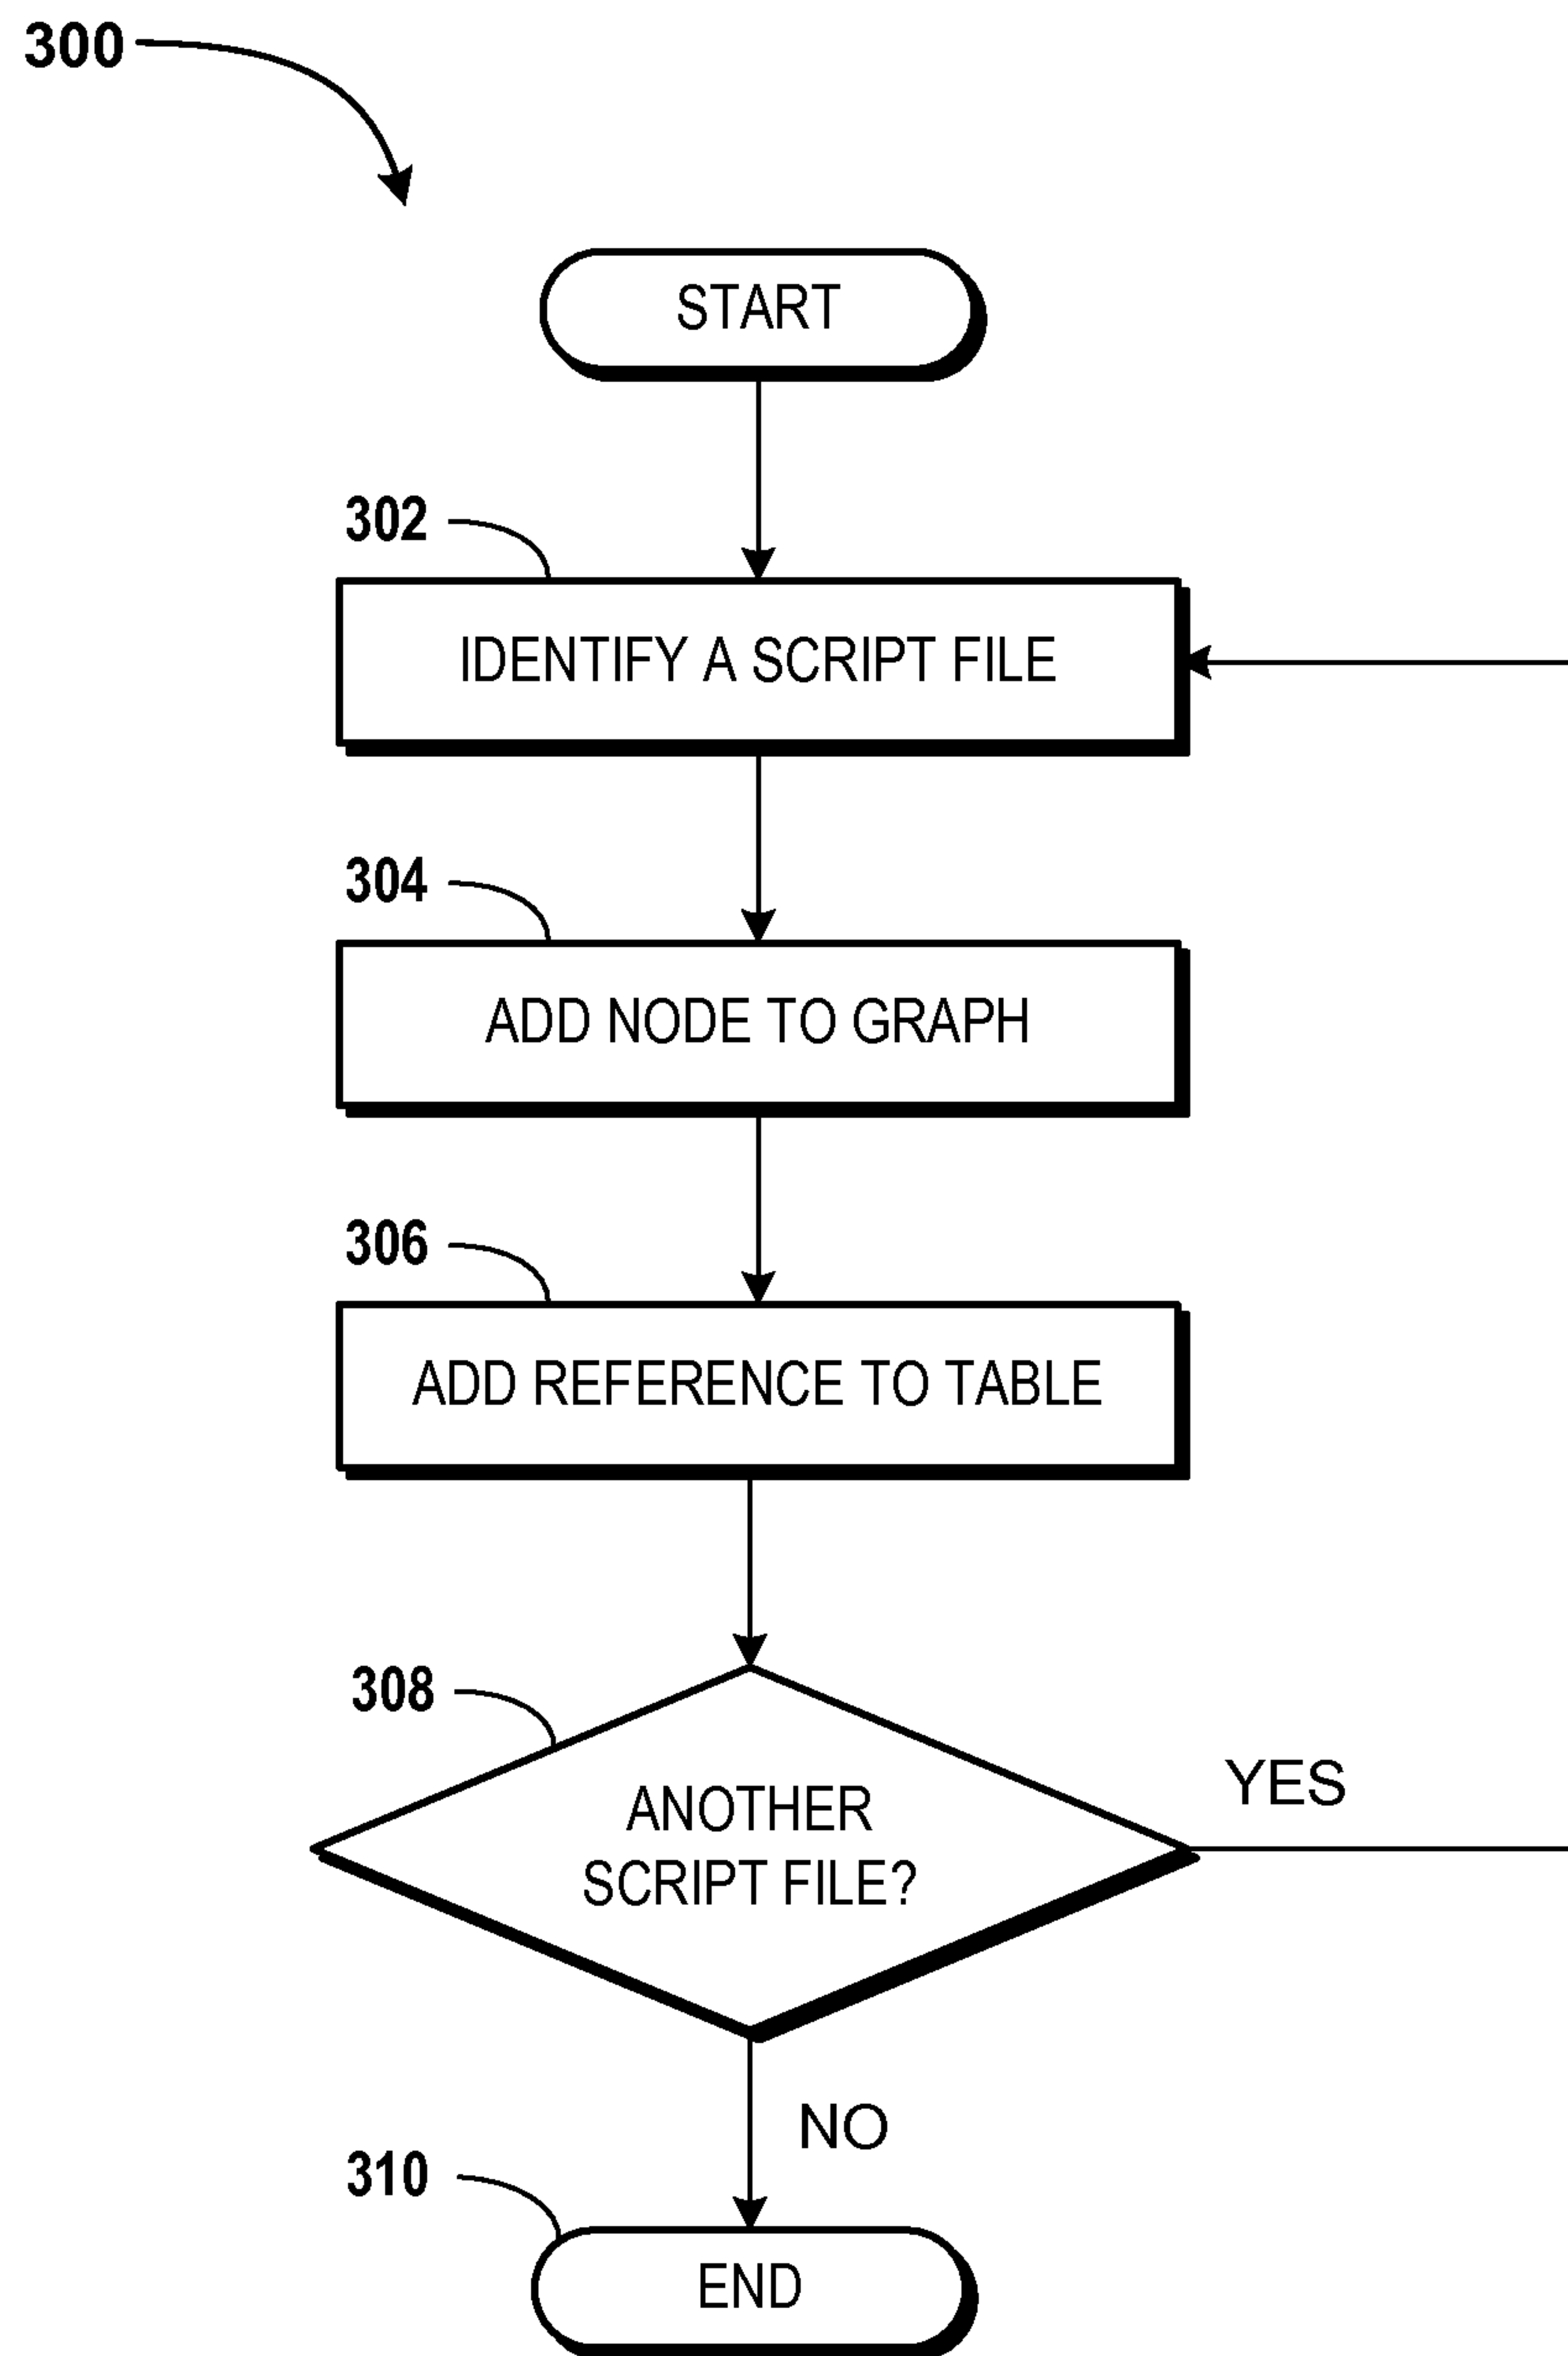 300
START
302
IDENTIFY A SCRIPT FILE
304
ADD NODE TO GRAPH
306
ADD REFERENCE TO TABLE
308
ANOTHER
SCRIPT FILE?
YES
NO
310
END